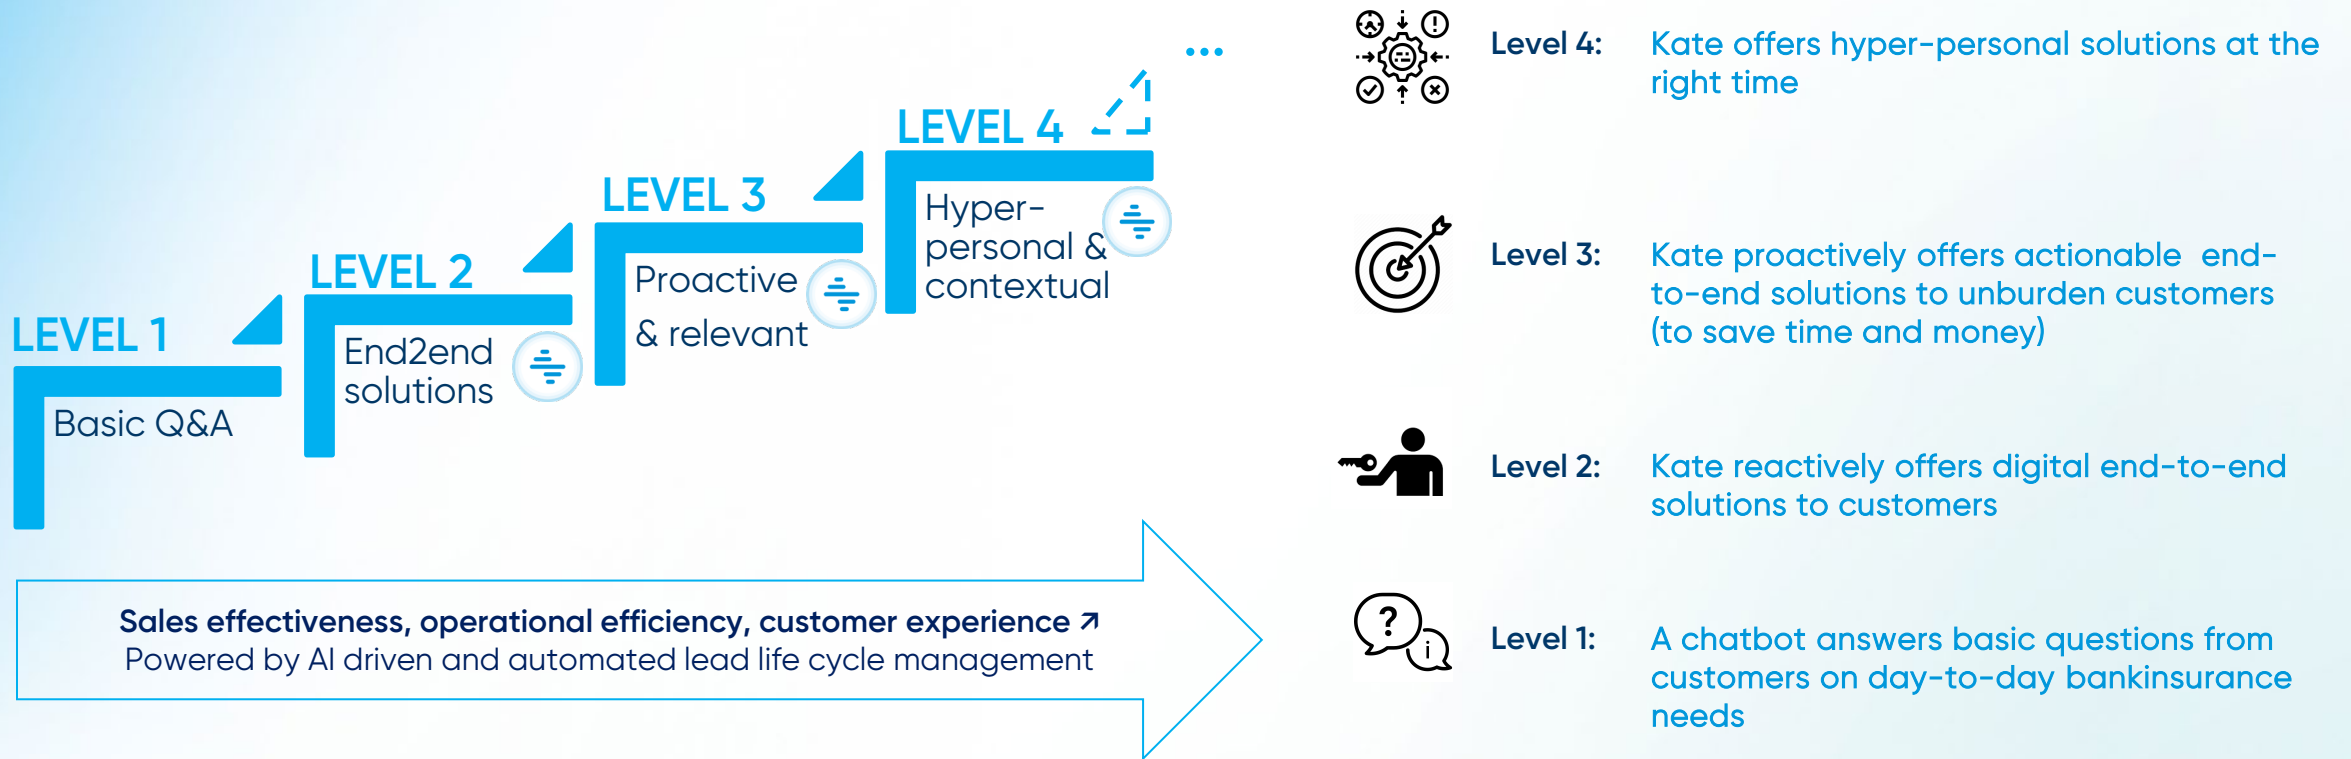 LEVEL 1
Basic Q&A
LEVEL 2
End2end
solutions
LEVEL 3
Proactive
& relevant
LEVEL 4
Hyper-
personal &
contextual
...
Sales effectiveness, operational efficiency, customer experience ↗
Powered by AI driven and automated lead life cycle management
Level 4: Kate offers hyper-personal solutions at the
right time
Level 3: Kate proactively offers actionable end-
to-end solutions to unburden customers
(to save time and money)
Level 2: Kate reactively offers digital end-to-end
solutions to customers
Level 1: A chatbot answers basic questions from
customers on day-to-day bankinsurance
needs